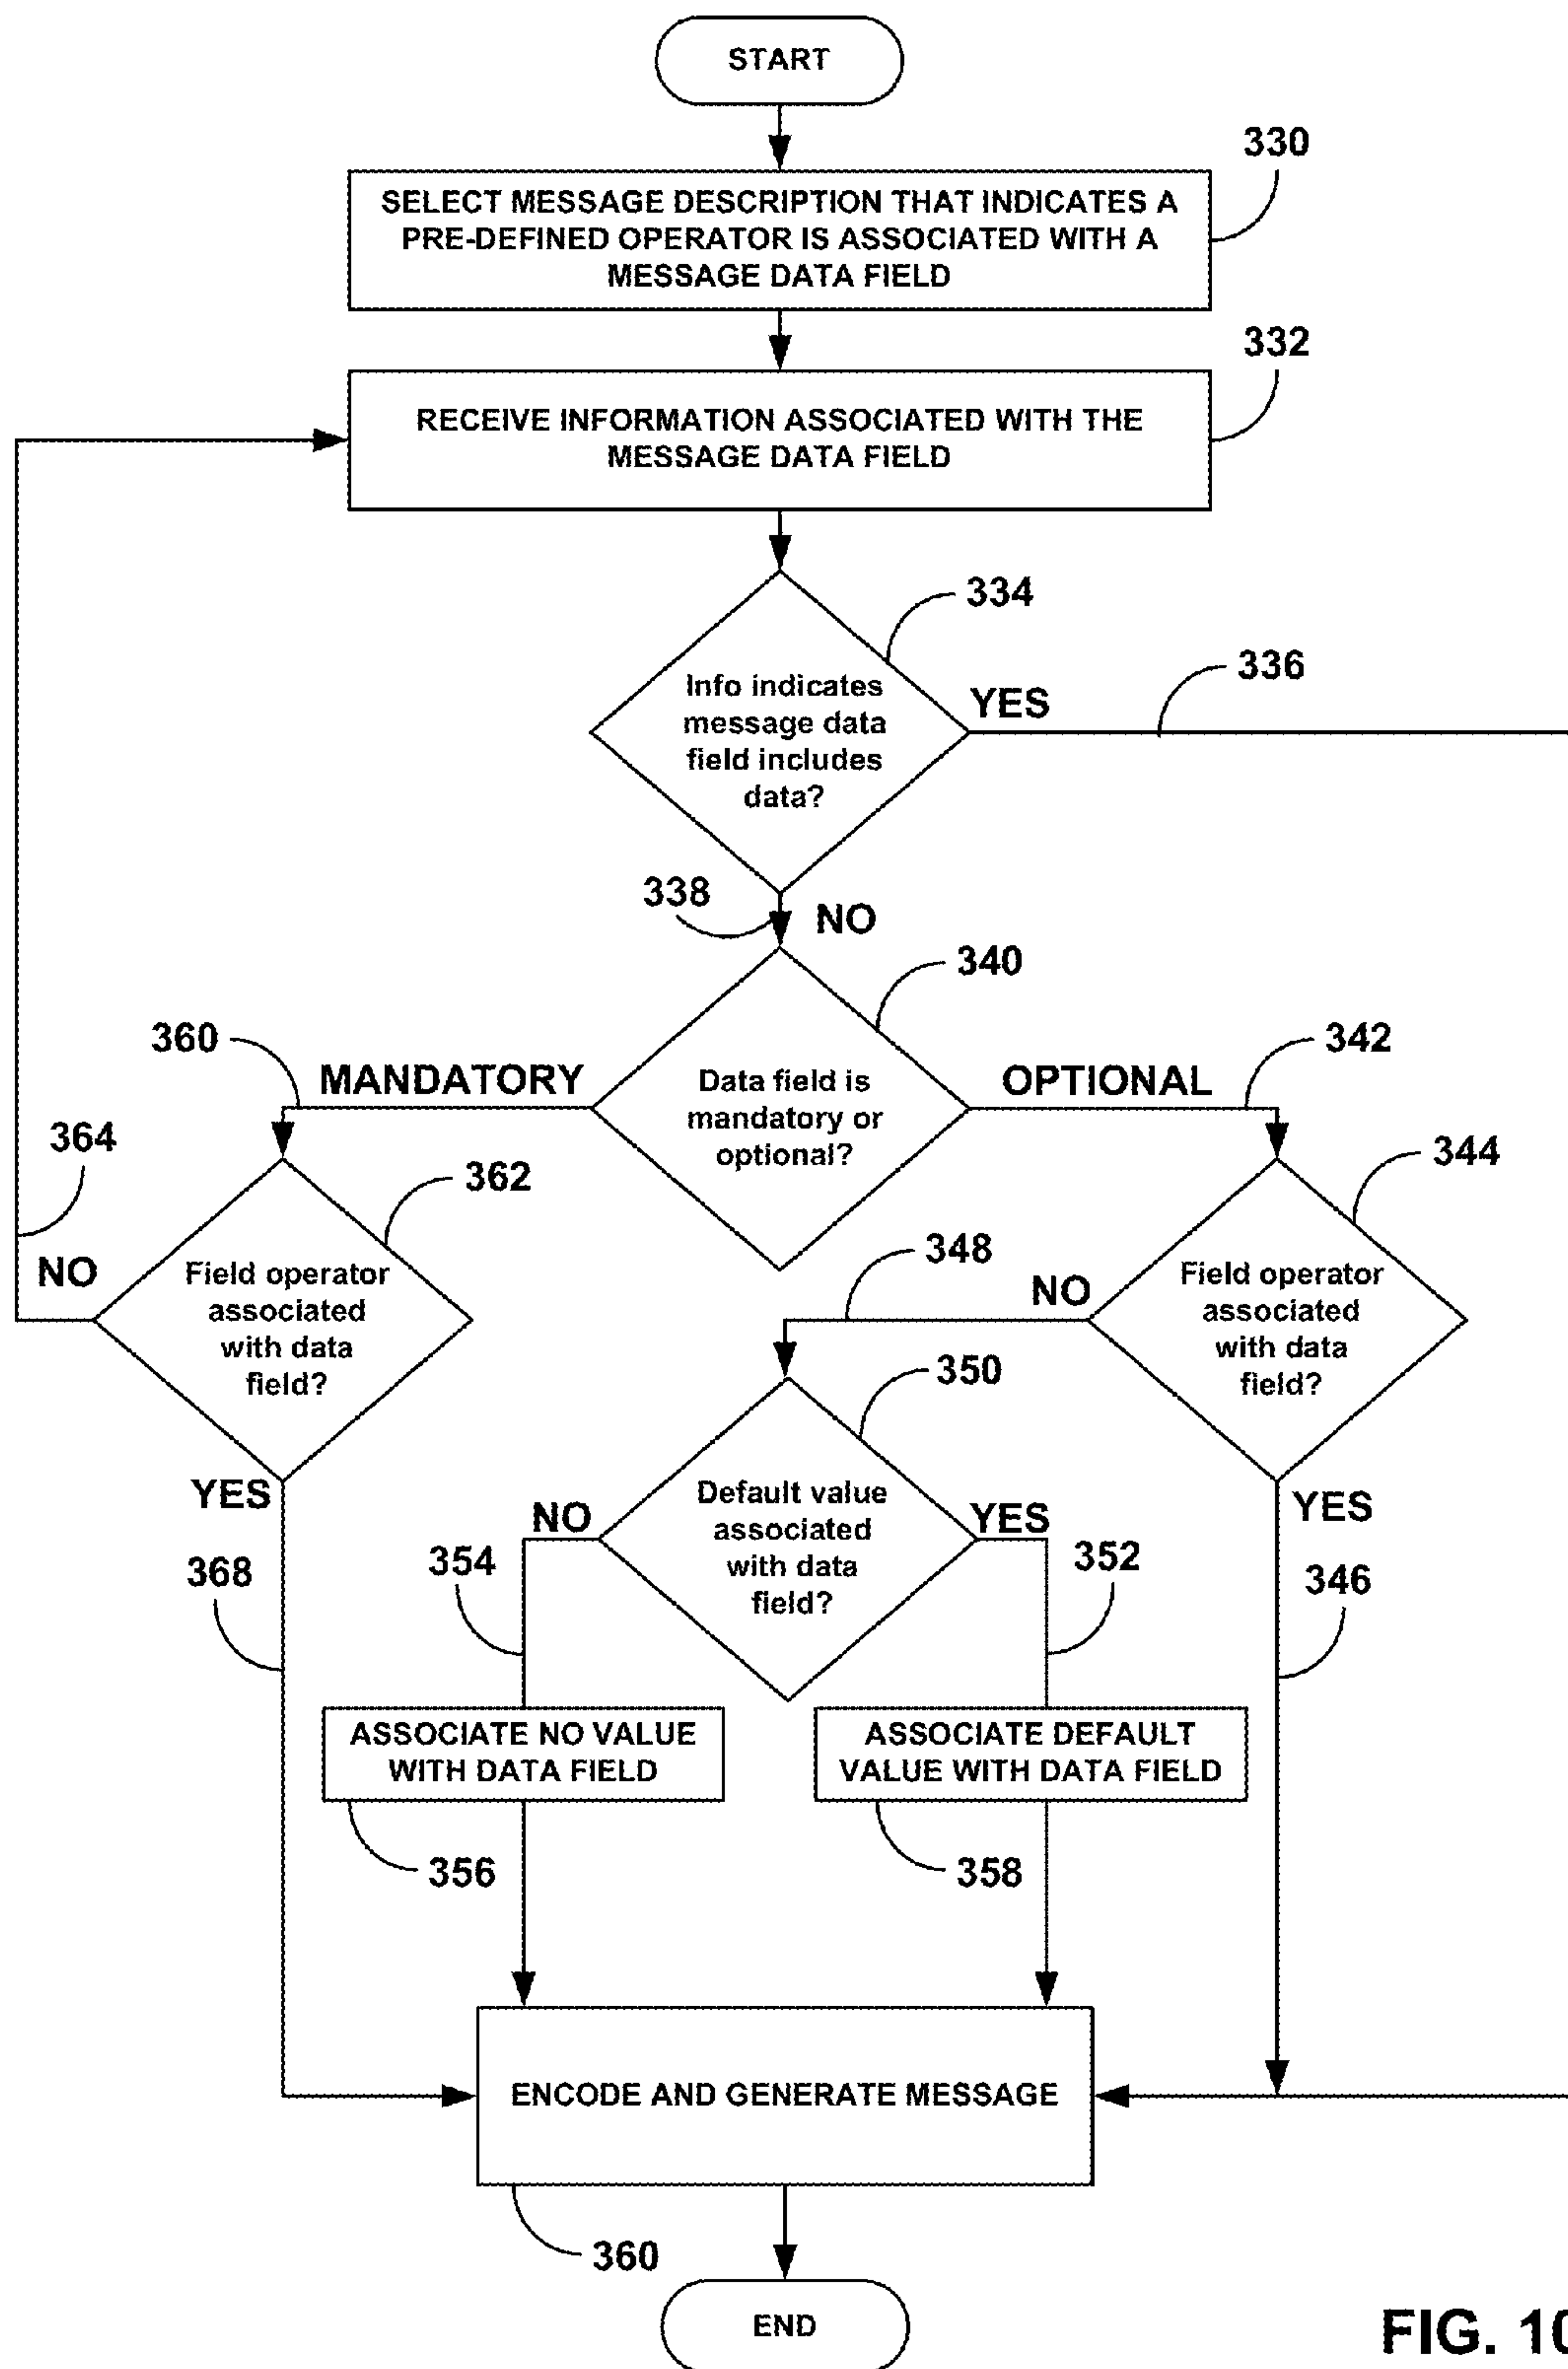 START
330
SELECT MESSAGE DESCRIPTION THAT INDICATES A
PRE-DEFINED OPERATOR IS ASSOCIATED WITH A
MESSAGE DATA FIELD
332
RECEIVE INFORMATION ASSOCIATED WITH THE
MESSAGE DATA FIELD
334
336
YES
Info indicates
message data
field includes
data?
338
NO
340
360
342
MANDATORY
OPTIONAL
Data field is
mandatory or
optional?
364
362
344
348
NO
Field operator
associated
with data
field?
NO
Field operator
associated
with data
field?
350
YES
YES
NO
YES
Default value
associated
with data
field?
368
354
352
346
ASSOCIATE NO VALUE
WITH DATA FIELD
ASSOCIATE DEFAULT
VALUE WITH DATA FIELD
356
358
ENCODE AND GENERATE MESSAGE
360
END
FIG. 10